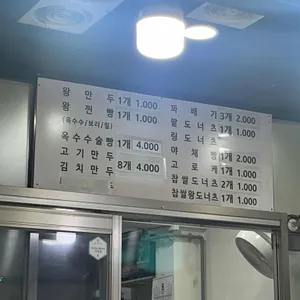 왕만두 1개 1.000
왕찐빵 1개 1.000
(옥수수/보리/밀)
옥수수술빵 1개 4.000
고기만두
김치만두 8개 4.000
꽈배기 3개 2.000
팥도너츠 1개 1.000
링도너츠
야채빵 1개 2.000
고로케 1개 1.000
찹쌀도너츠 2개 1.000
찹쌀왕도너츠 1개 1.000